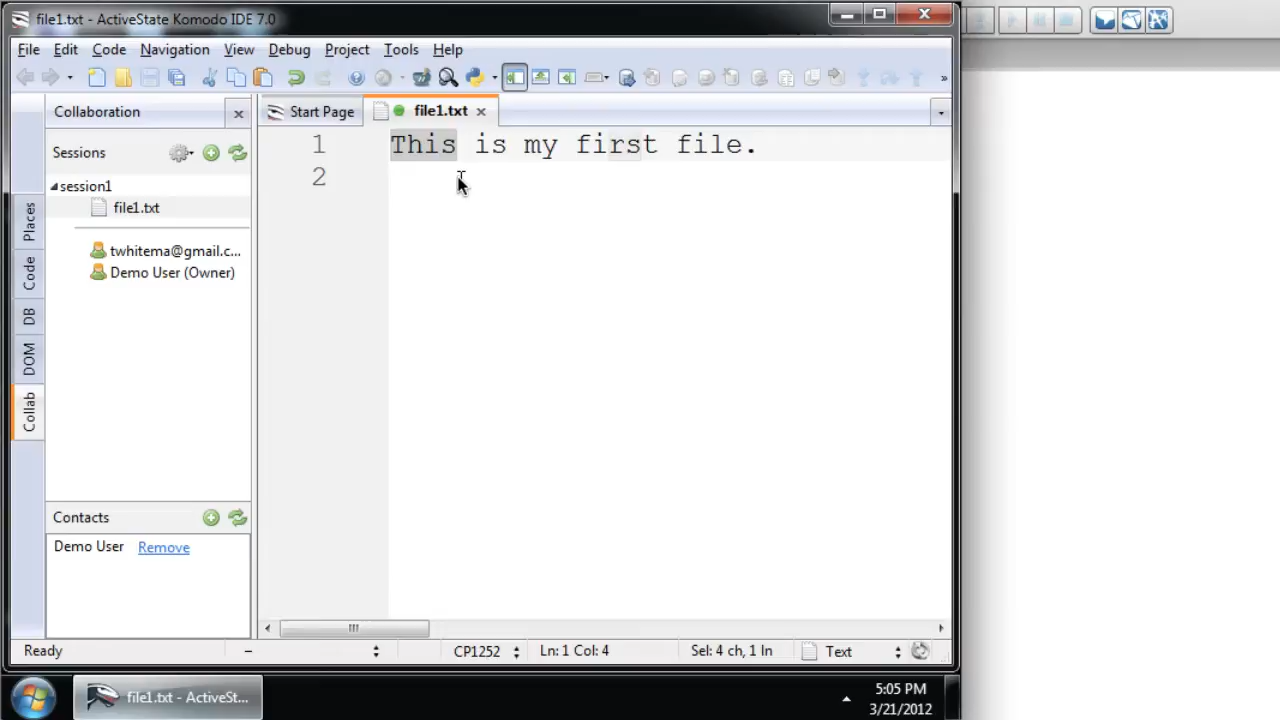 file1.txt - ActiveState Komodo IDE 7.0
File Edit Code Navigation View Debug Project Tools Help
Collaboration
Start Page
file1.txt
Sessions
session1
file1.txt
twhitema@gmail.c...
Demo User (Owner)
Places
Code
DB
DOM
Collab
1 This is my first file.
2
Contacts
Demo User Remove
Ready
CP1252
Ln: 1 Col: 4
Sel: 4 ch, 1 ln
Text
file1.txt - ActiveSt...
5:05 PM
3/21/2012